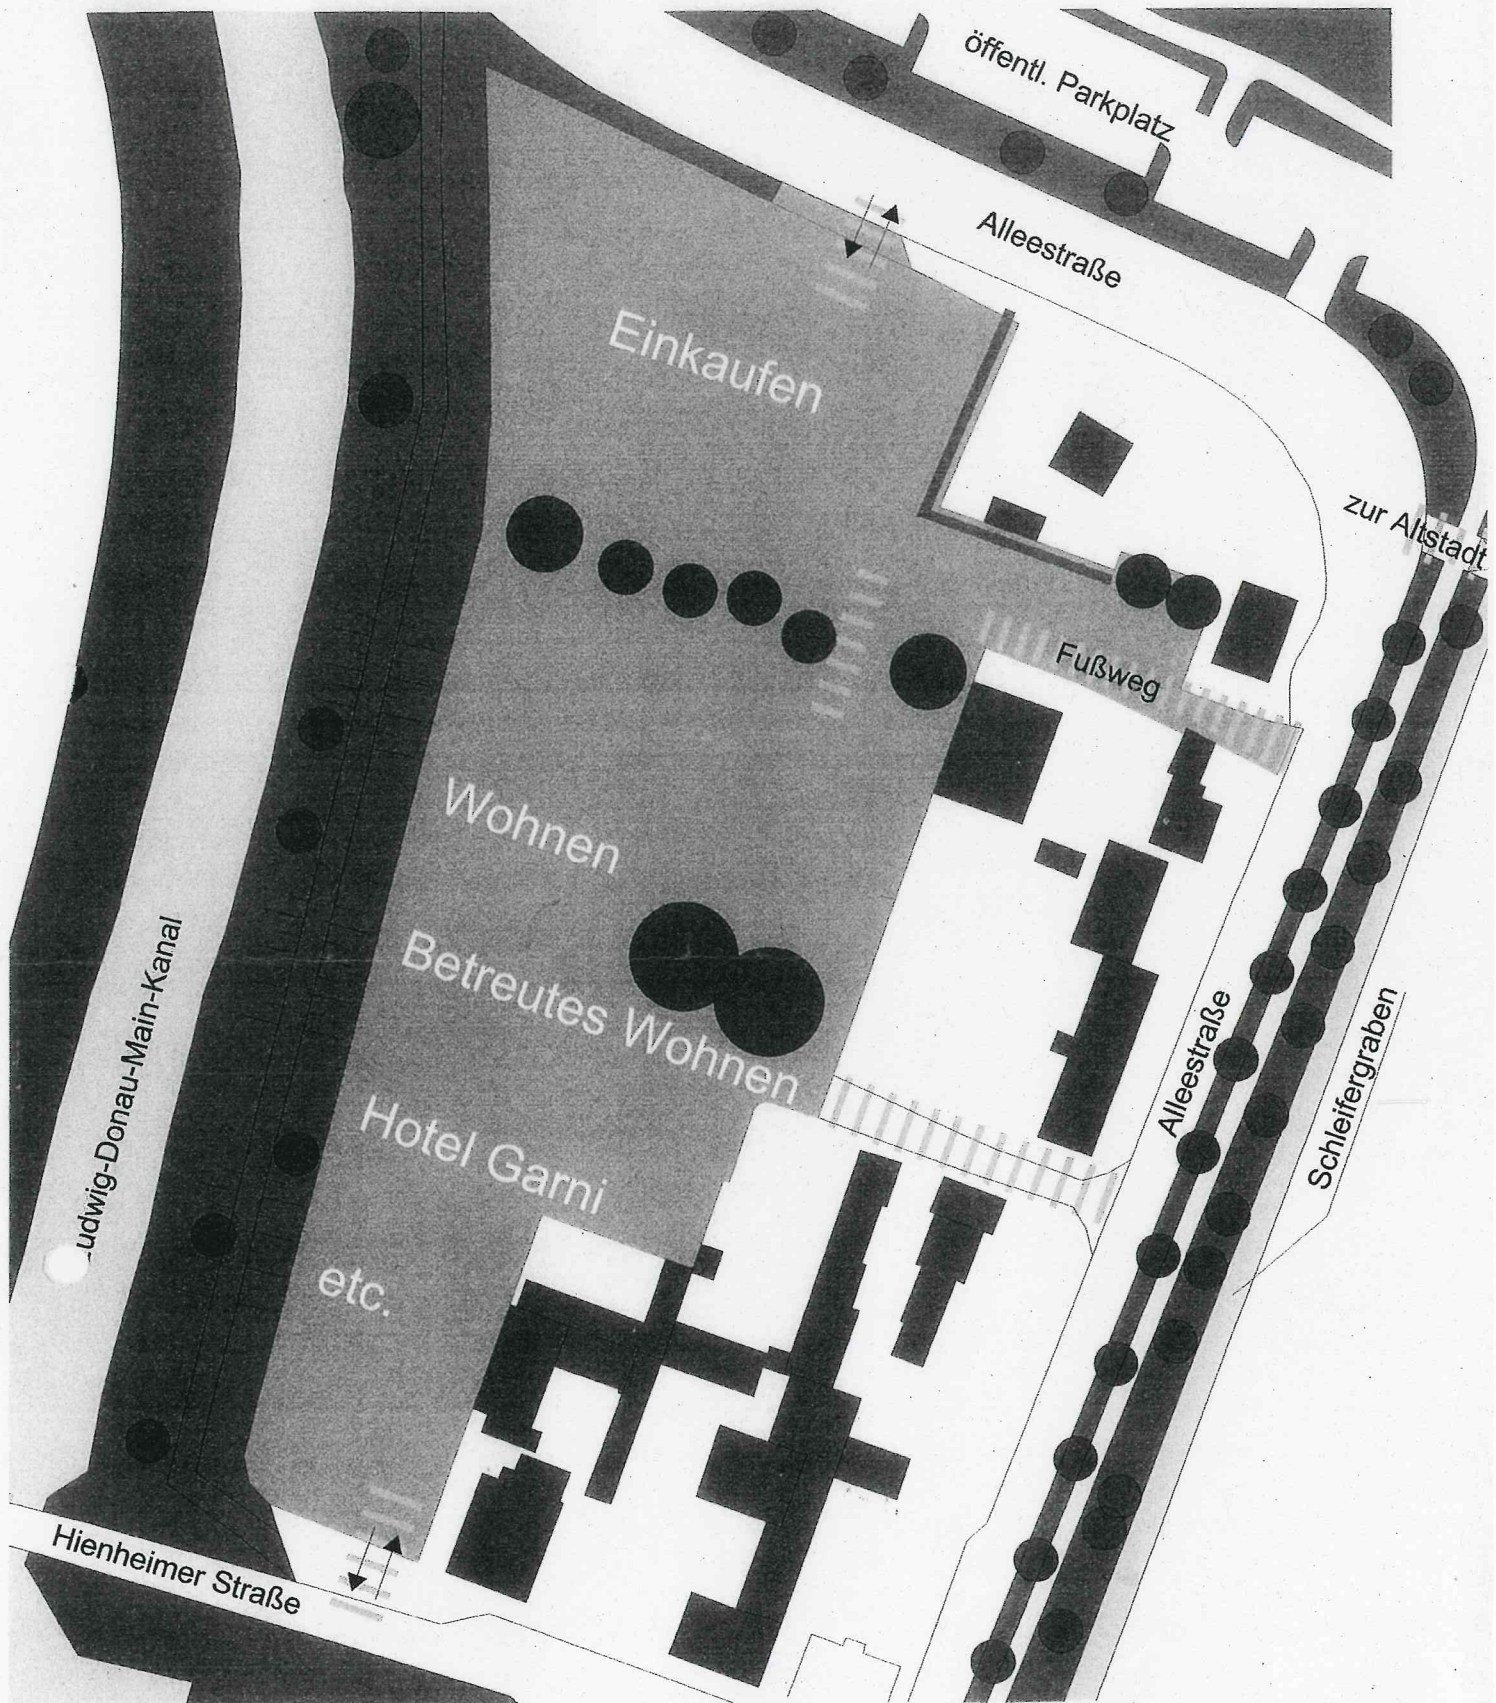 öffentl. Parkplatz
Alleestraße
Einkaufen
zur Altstadt
Fußweg
Wohnen
Betreutes Wohnen
Hotel Garni
etc.
Ludwig-Donau-Main-Kanal
Alleestraße
Schleifergraben
Hienheimer Straße